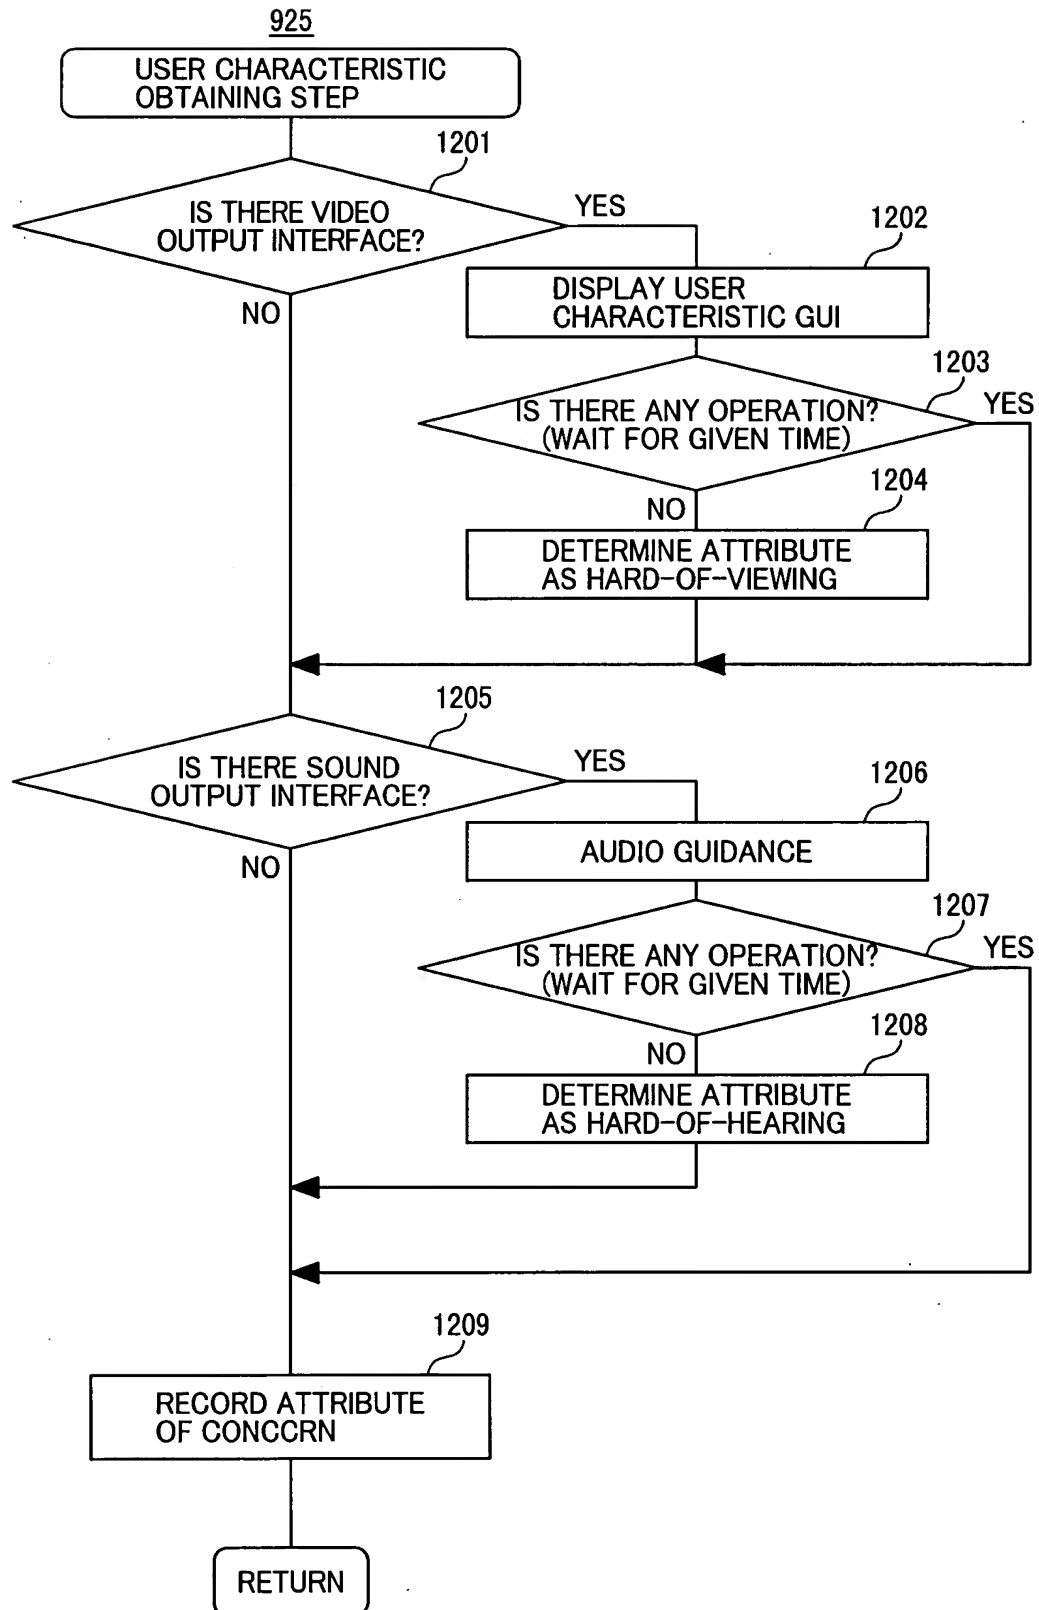 925
USER CHARACTERISTIC
OBTAINING STEP
1201
IS THERE VIDEO
OUTPUT INTERFACE?
YES
NO
1202
DISPLAY USER
CHARACTERISTIC GUI
1203
IS THERE ANY OPERATION?
(WAIT FOR GIVEN TIME)
YES
NO
1204
DETERMINE ATTRIBUTE
AS HARD-OF-VIEWING
1205
IS THERE SOUND
OUTPUT INTERFACE?
YES
NO
1206
AUDIO GUIDANCE
1207
IS THERE ANY OPERATION?
(WAIT FOR GIVEN TIME)
YES
NO
1208
DETERMINE ATTRIBUTE
AS HARD-OF-HEARING
1209
RECORD ATTRIBUTE
OF CONCCRN
RETURN